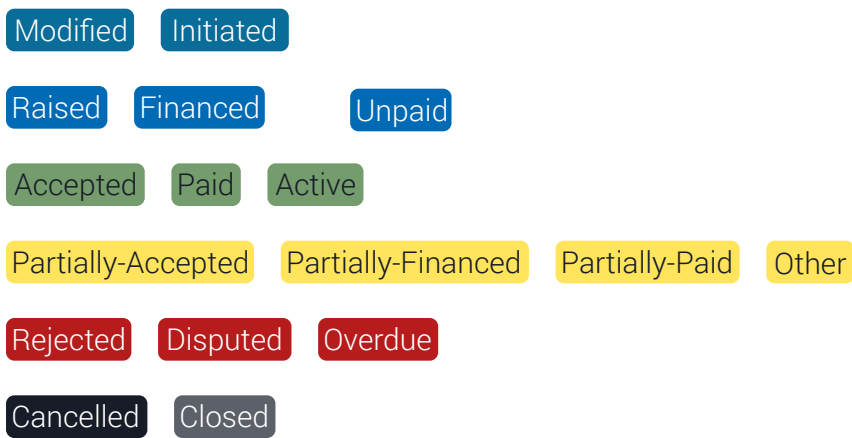 Modified Initiated
Raised Financed Unpaid
Accepted Paid Active
Partially-Accepted Partially-Financed Partially-Paid Other
Rejected Disputed Overdue
Cancelled Closed